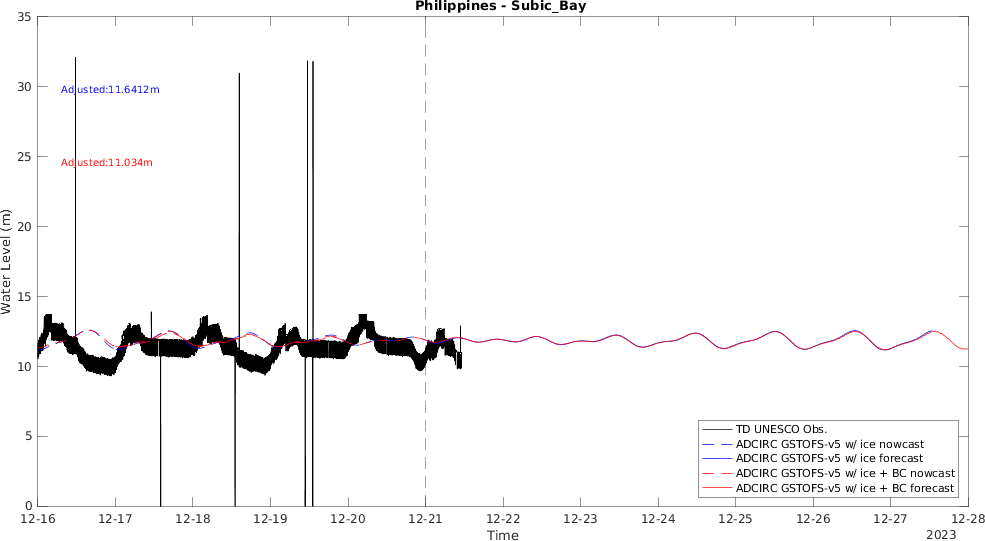 Philippines - Subic_Bay
35
30
25
20
15
10
5
0
Water Level (m)
Adjusted:11.6412m
Adjusted:11.034m
TD UNESCO Obs.
ADCIRC GSTOFS-v5 w/ ice nowcast
ADCIRC GSTOFS-v5 w/ ice forecast
ADCIRC GSTOFS-v5 w/ ice + BC nowcast
ADCIRC GSTOFS-v5 w/ ice + BC forecast
12-16 12-17 12-18 12-19 12-20 12-21 12-22 12-23 12-24 12-25 12-26 12-27 12-28
Time
2023